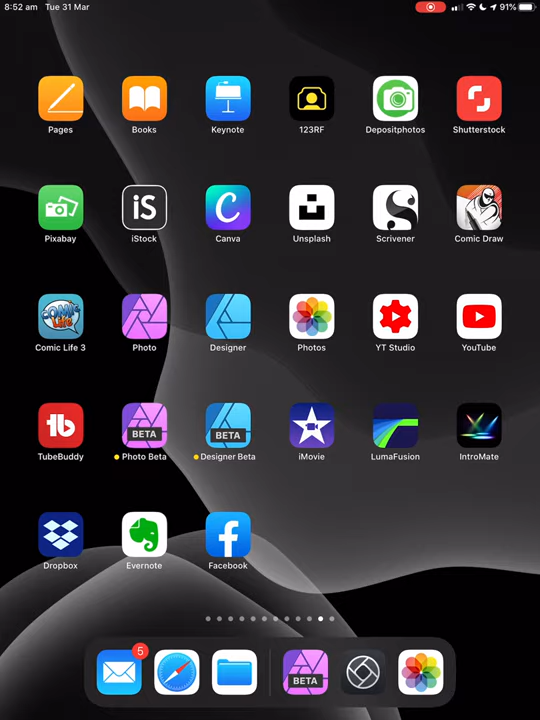 8:52 am Tue 31 Mar 91%
Pages Books Keynote 123RF Depositphotos Shutterstock
iS
Pixabay iStock Canva Unsplash Scrivener Comic Draw
COMIC Life
Comic Life 3 Photo Designer Photos YT Studio YouTube
BETA BETA
TubeBuddy Photo Beta Designer Beta iMovie LumaFusion IntroMate
Dropbox Evernote Facebook
5
BETA